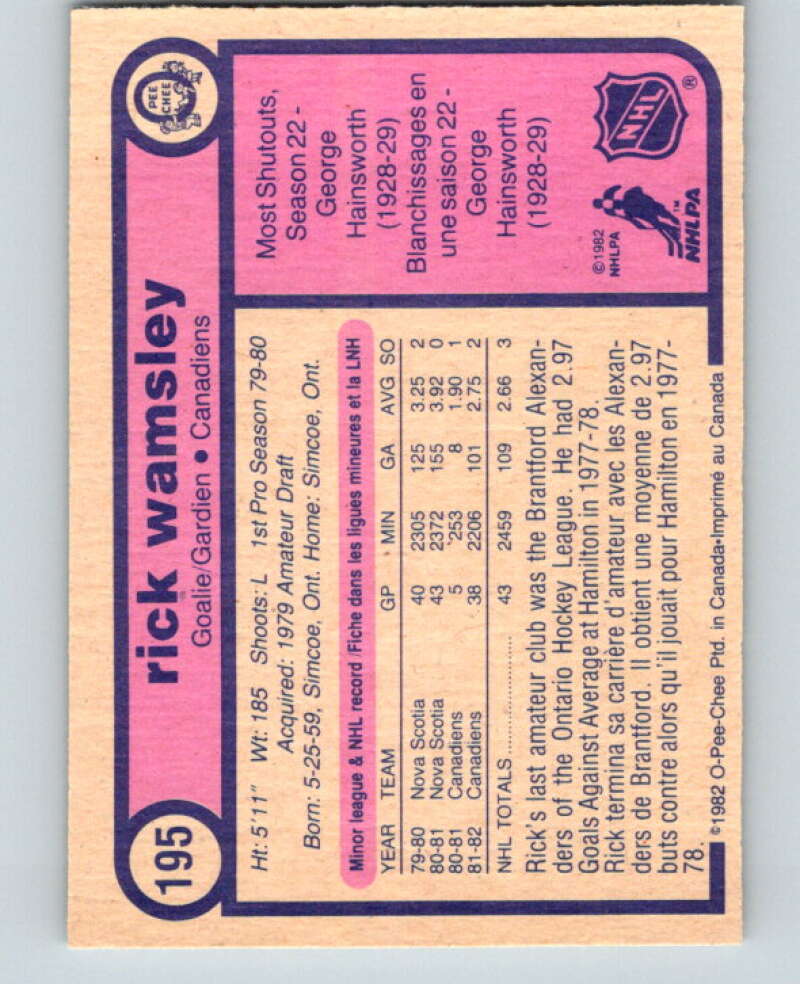 195
rick wamsley
Goalie/Gardien • Canadiens
O
PEE
CHEE
Ht: 5'11" Wt: 185 Shoots: L 1st Pro Season 79-80
Acquired: 1979 Amateur Draft
Born: 5-25-59, Simcoe, Ont. Home: Simcoe, Ont.
Minor league & NHL record/Fiche dans les ligues mineures et la LNH
YEAR TEAM GP MIN GA AVG SO
79-80 Nova Scotia 40 2305 125 3.25 2
80-81 Nova Scotia 43 2372 155 3.92 0
80-81 Canadiens 5 253 8 1.90 1
81-82 Canadiens 38 2206 101 2.75 2
NHL TOTALS .................... 43 2459 109 2.66 3
Rick's last amateur club was the Brantford Alexan-
ders of the Ontario Hockey League. He had 2.97
Goals Against Average at Hamilton in 1977-78.
Rick termina sa carrière d'amateur avec les Alexan-
ders de Brantford. Il obtient une moyenne de 2.97
buts contre alors qu'il jouait pour Hamilton en 1977-
78.
©1982 O-Pee-Chee Ptd. in Canada-Imprimé au Canada
Most Shutouts,
Season 22 -
George
Hainsworth
(1928-29)
Blanchissages en
une saison 22 -
George
Hainsworth
(1928-29)
©1982
NHLPA
™
NHLPA
NHL
®